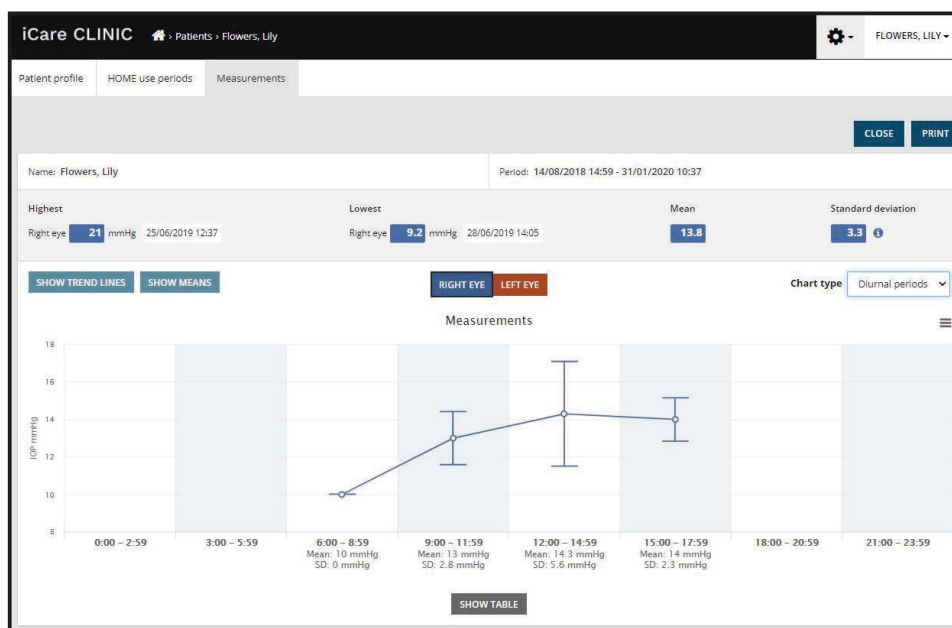 iCare CLINIC › Patients › Flowers, Lily FLOWERS, LILY
Patient profile HOME use periods Measurements
CLOSE PRINT
Name: Flowers, Lily Period: 14/08/2018 14:59 - 31/01/2020 10:37
Highest Lowest Mean Standard deviation
Right eye 21 mmHg 25/06/2019 12:37 Right eye 9.2 mmHg 28/06/2019 14:05 13.8 3.3 i
SHOW TREND LINES SHOW MEANS RIGHT EYE LEFT EYE Chart type Diurnal periods
Measurements
18
16
14
12
10
8
IOP mmHg
0:00 – 2:59 3:00 – 5:59 6:00 – 8:59 9:00 – 11:59 12:00 – 14:59 15:00 – 17:59 18:00 – 20:59 21:00 – 23:59
Mean: 10 mmHg Mean: 13 mmHg Mean: 14.3 mmHg Mean: 14 mmHg
SD: 0 mmHg SD: 2.8 mmHg SD: 5.6 mmHg SD: 2.3 mmHg
SHOW TABLE